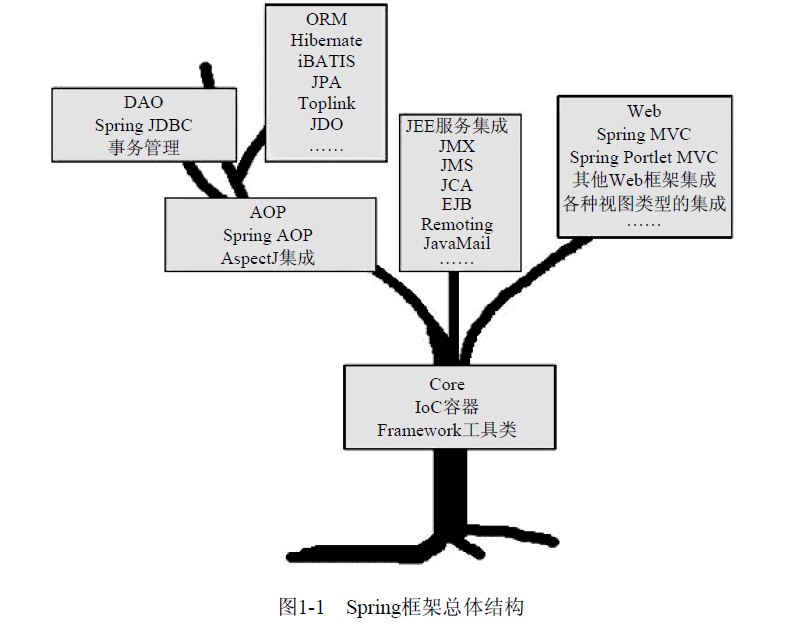 ORM
Hibernate
iBATIS
JPA
Toplink
JDO
……
DAO
Spring JDBC
事务管理
JEE服务集成
JMX
JMS
JCA
EJB
Remoting
JavaMail
……
Web
Spring MVC
Spring Portlet MVC
其他Web框架集成
各种视图类型的集成
……
AOP
Spring AOP
AspectJ集成
Core
IoC容器
Framework工具类
图1-1 Spring框架总体结构